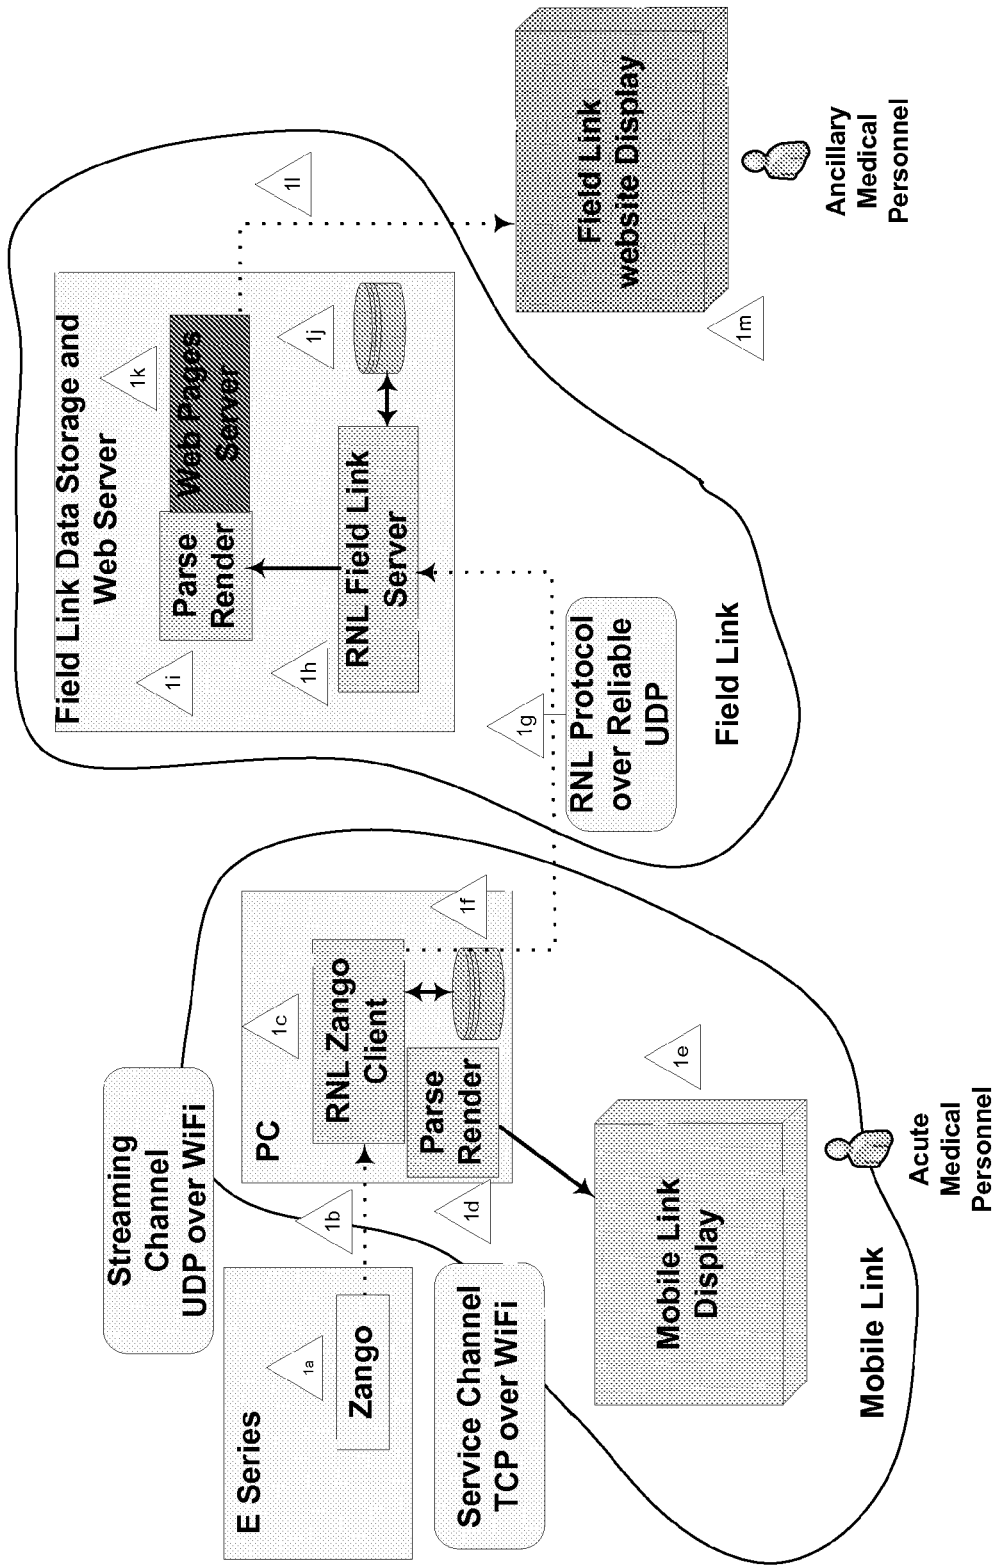 E Series
1a
Zango
Streaming
Channel
UDP over WiFi
1b
Service Channel
TCP over WiFi
PC
1c
RNL Zango
Client
Parse
Render
1d
1f
Mobile Link
Display
1e
Mobile Link
Acute
Medical
Personnel
Field Link Data Storage and
Web Server
1i
Parse
Render
1k
Web Pages
Server
1h
RNL Field Link
Server
1j
1l
1g
RNL Protocol
over Reliable
UDP
Field Link
Field Link
website Display
1m
Ancillary
Medical
Personnel